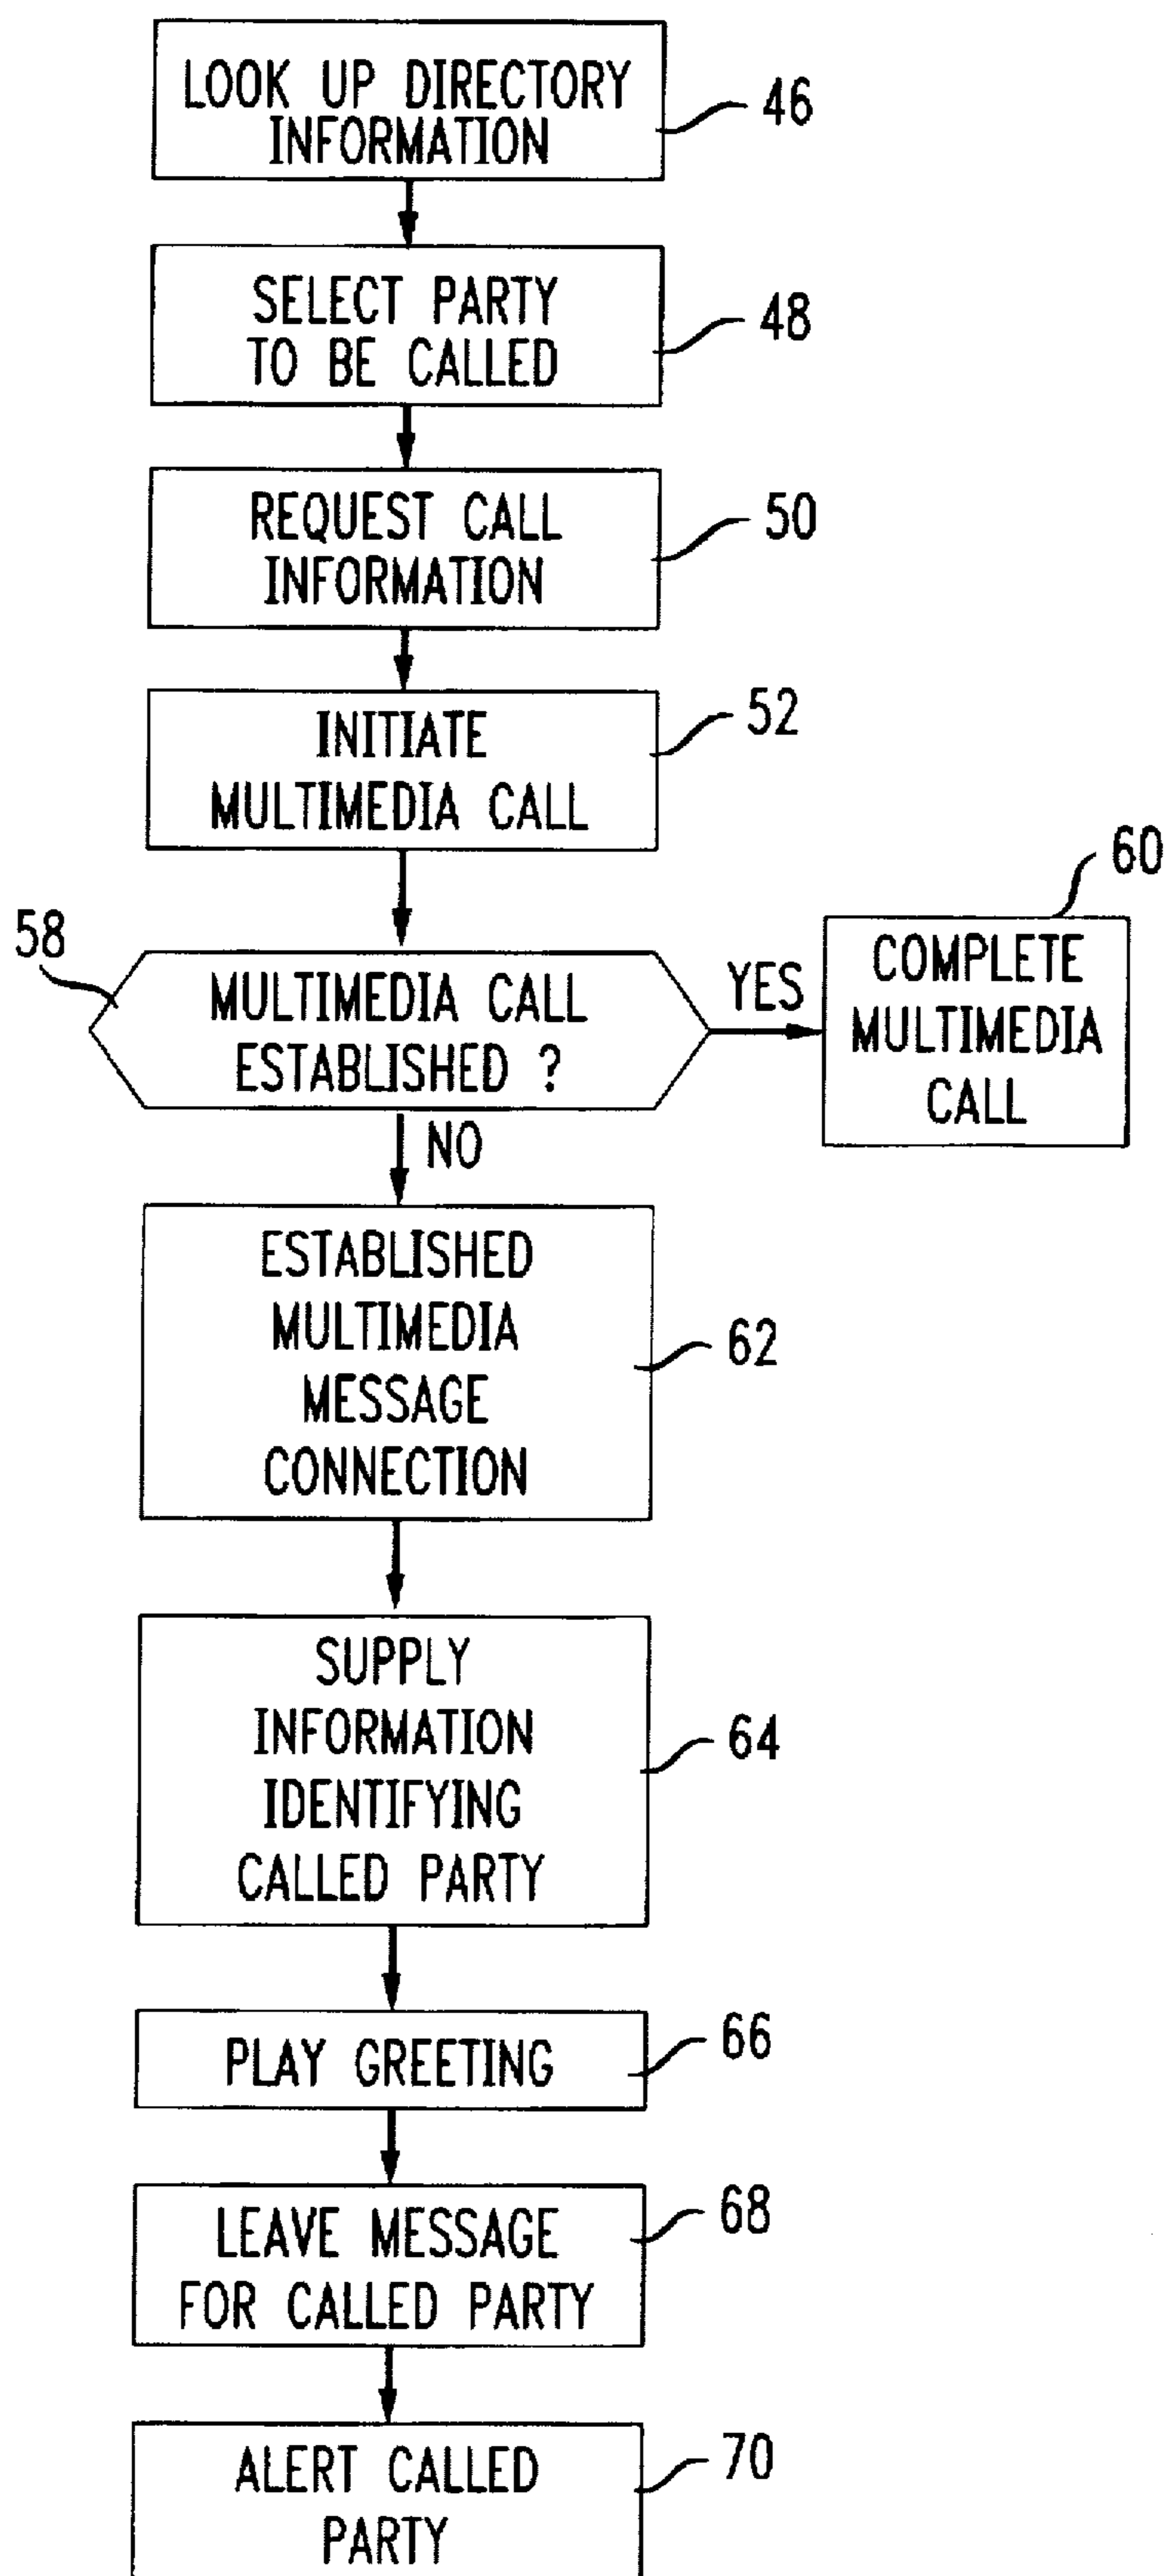 LOOK UP DIRECTORY
INFORMATION
46
SELECT PARTY
TO BE CALLED
48
REQUEST CALL
INFORMATION
50
INITIATE
MULTIMEDIA CALL
52
58
MULTIMEDIA CALL
ESTABLISHED ?
YES
60
COMPLETE
MULTIMEDIA
CALL
NO
ESTABLISHED
MULTIMEDIA
MESSAGE
CONNECTION
62
SUPPLY
INFORMATION
IDENTIFYING
CALLED PARTY
64
PLAY GREETING
66
LEAVE MESSAGE
FOR CALLED PARTY
68
ALERT CALLED
PARTY
70